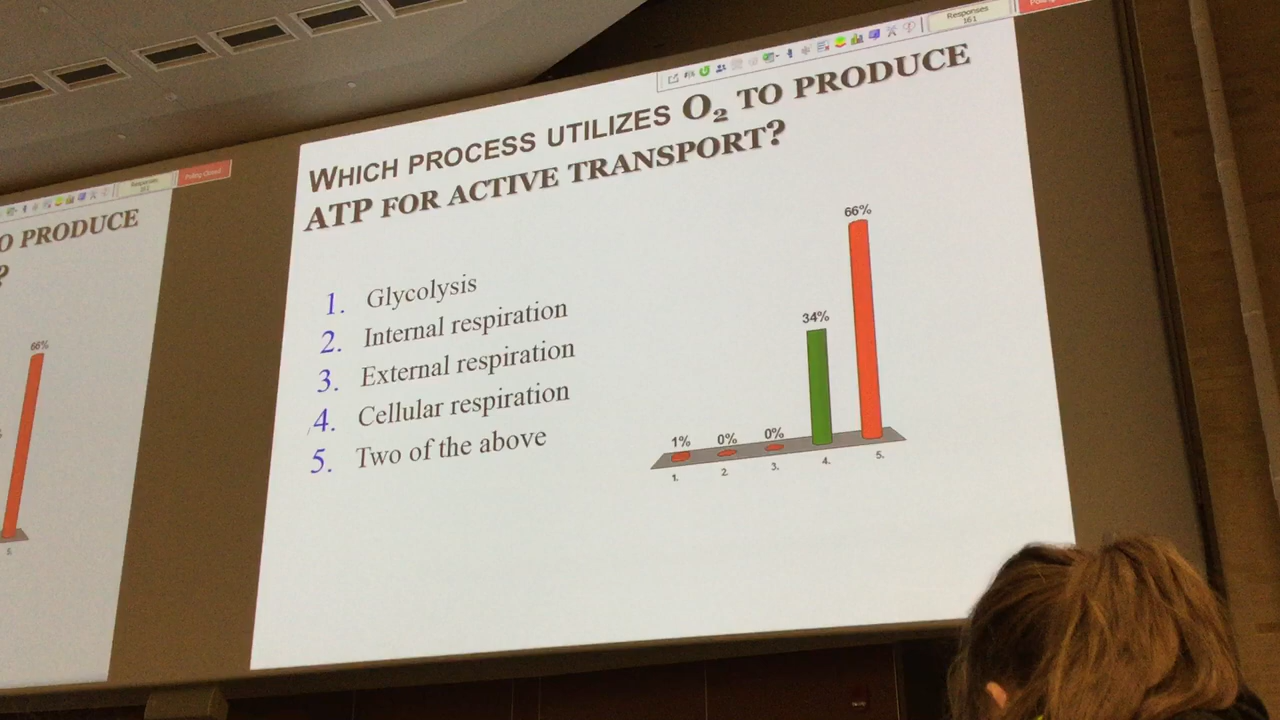 Responses
161
Polling Closed
Responses
161
WHICH PROCESS UTILIZES O₂ TO PRODUCE
ATP FOR ACTIVE TRANSPORT?
O PRODUCE
?
1. Glycolysis
2. Internal respiration
3. External respiration
4. Cellular respiration
5. Two of the above
1%
0%
0%
34%
66%
1.
2.
3.
4.
5.
66%
5.